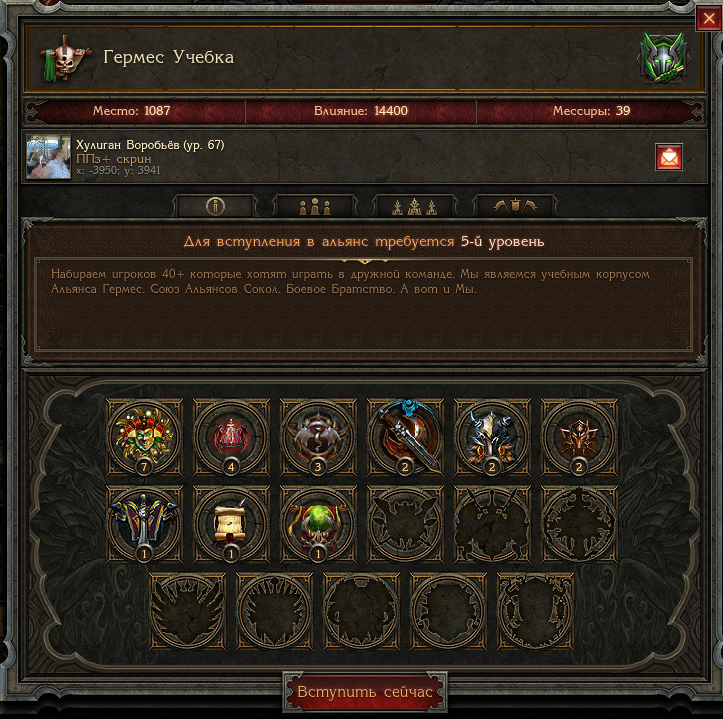 Гермес Учебка
Место: 1087 Влияние: 14400 Мессиры: 39
Хулиган Воробьёв (ур. 67)
ППз+ скрин
x: -3950; y: 3941
Для вступления в альянс требуется 5-й уровень
Набираем игроков 40+ которые хотят играть в дружной команде. Мы являемся учебным корпусом
Альянса Гермес. Союз Альянсов Сокол. Боевое Братство. А вот и Мы.
7 4 3 2 2 2
1 1 1
Вступить сейчас